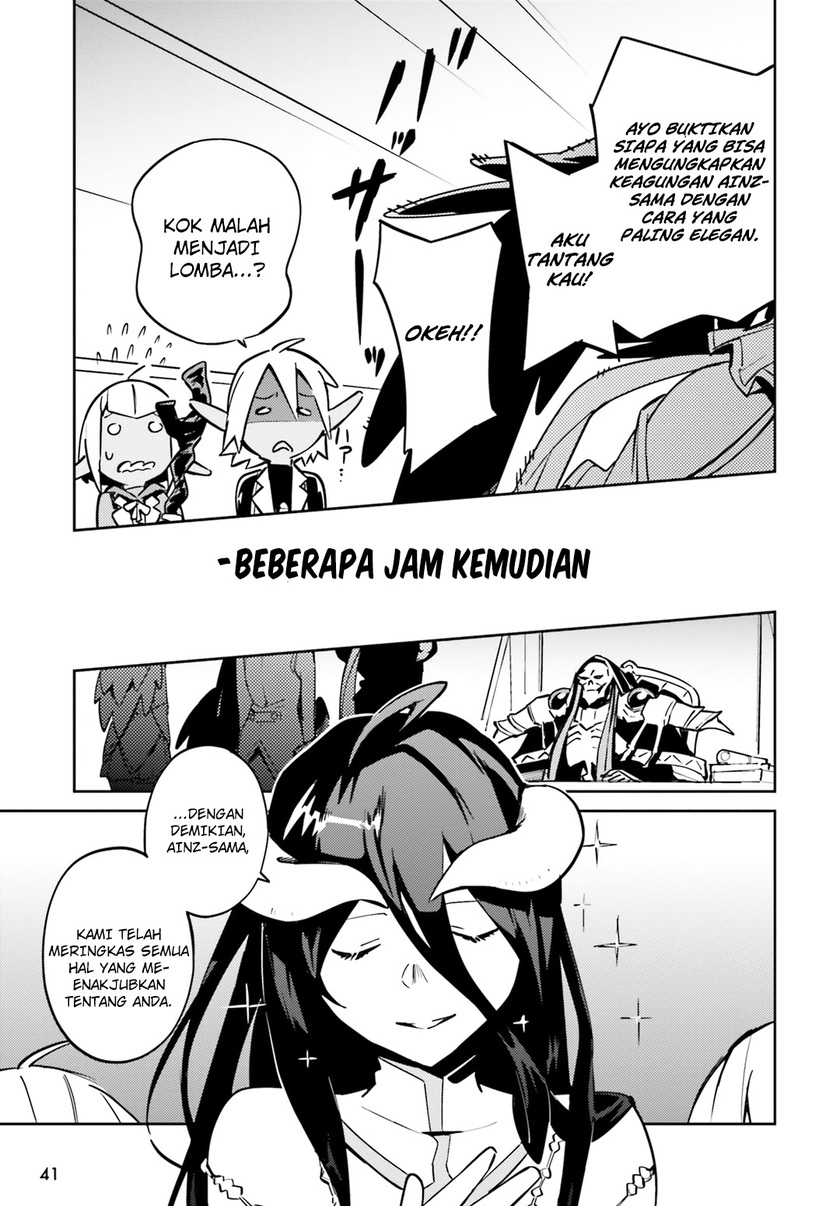 AYO BUKTIKAN
SIAPA YANG BISA
MENGUNGKAPKAN
KEAGUNGAN AINZ-
SAMA DENGAN
CARA YANG
PALING ELEGAN.
AKU
TANTANG
KAU!
OKEH!!
KOK MALAH
MENJADI
LOMBA...?
-BEBERAPA JAM KEMUDIAN
...DENGAN
DEMIKIAN,
AINZ-SAMA,
KAMI TELAH
MERINGKAS SEMUA
HAL YANG ME-
ENAKJUBKAN
TENTANG ANDA.
41